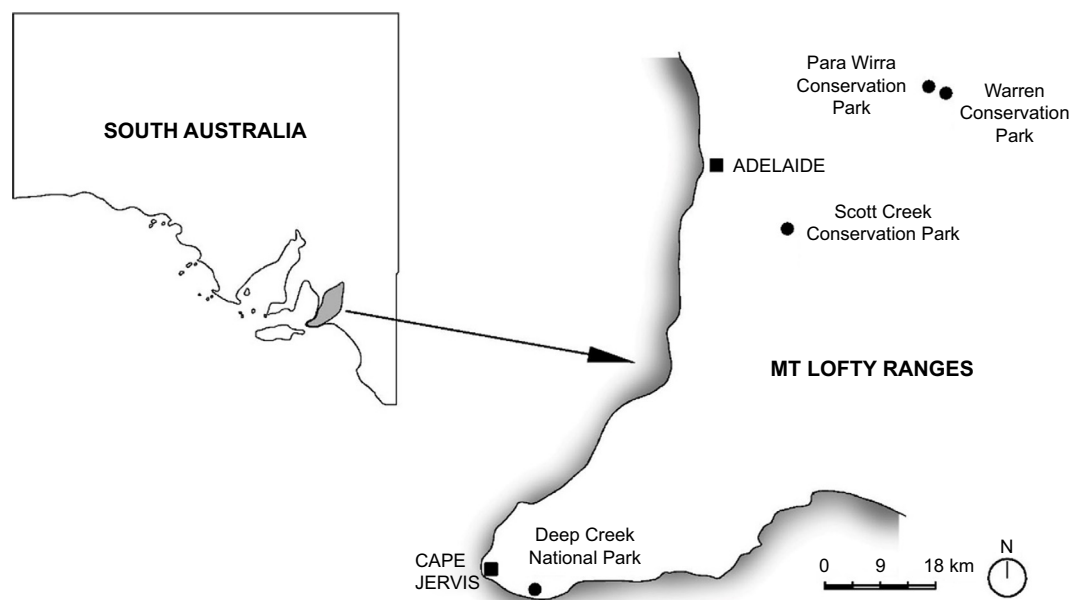 SOUTH AUSTRALIA
Para Wirra
Conservation
Park
Warren
Conservation
Park
ADELAIDE
Scott Creek
Conservation Park
MT LOFTY RANGES
Deep Creek
National Park
CAPE
JERVIS
0 9 18 km
N